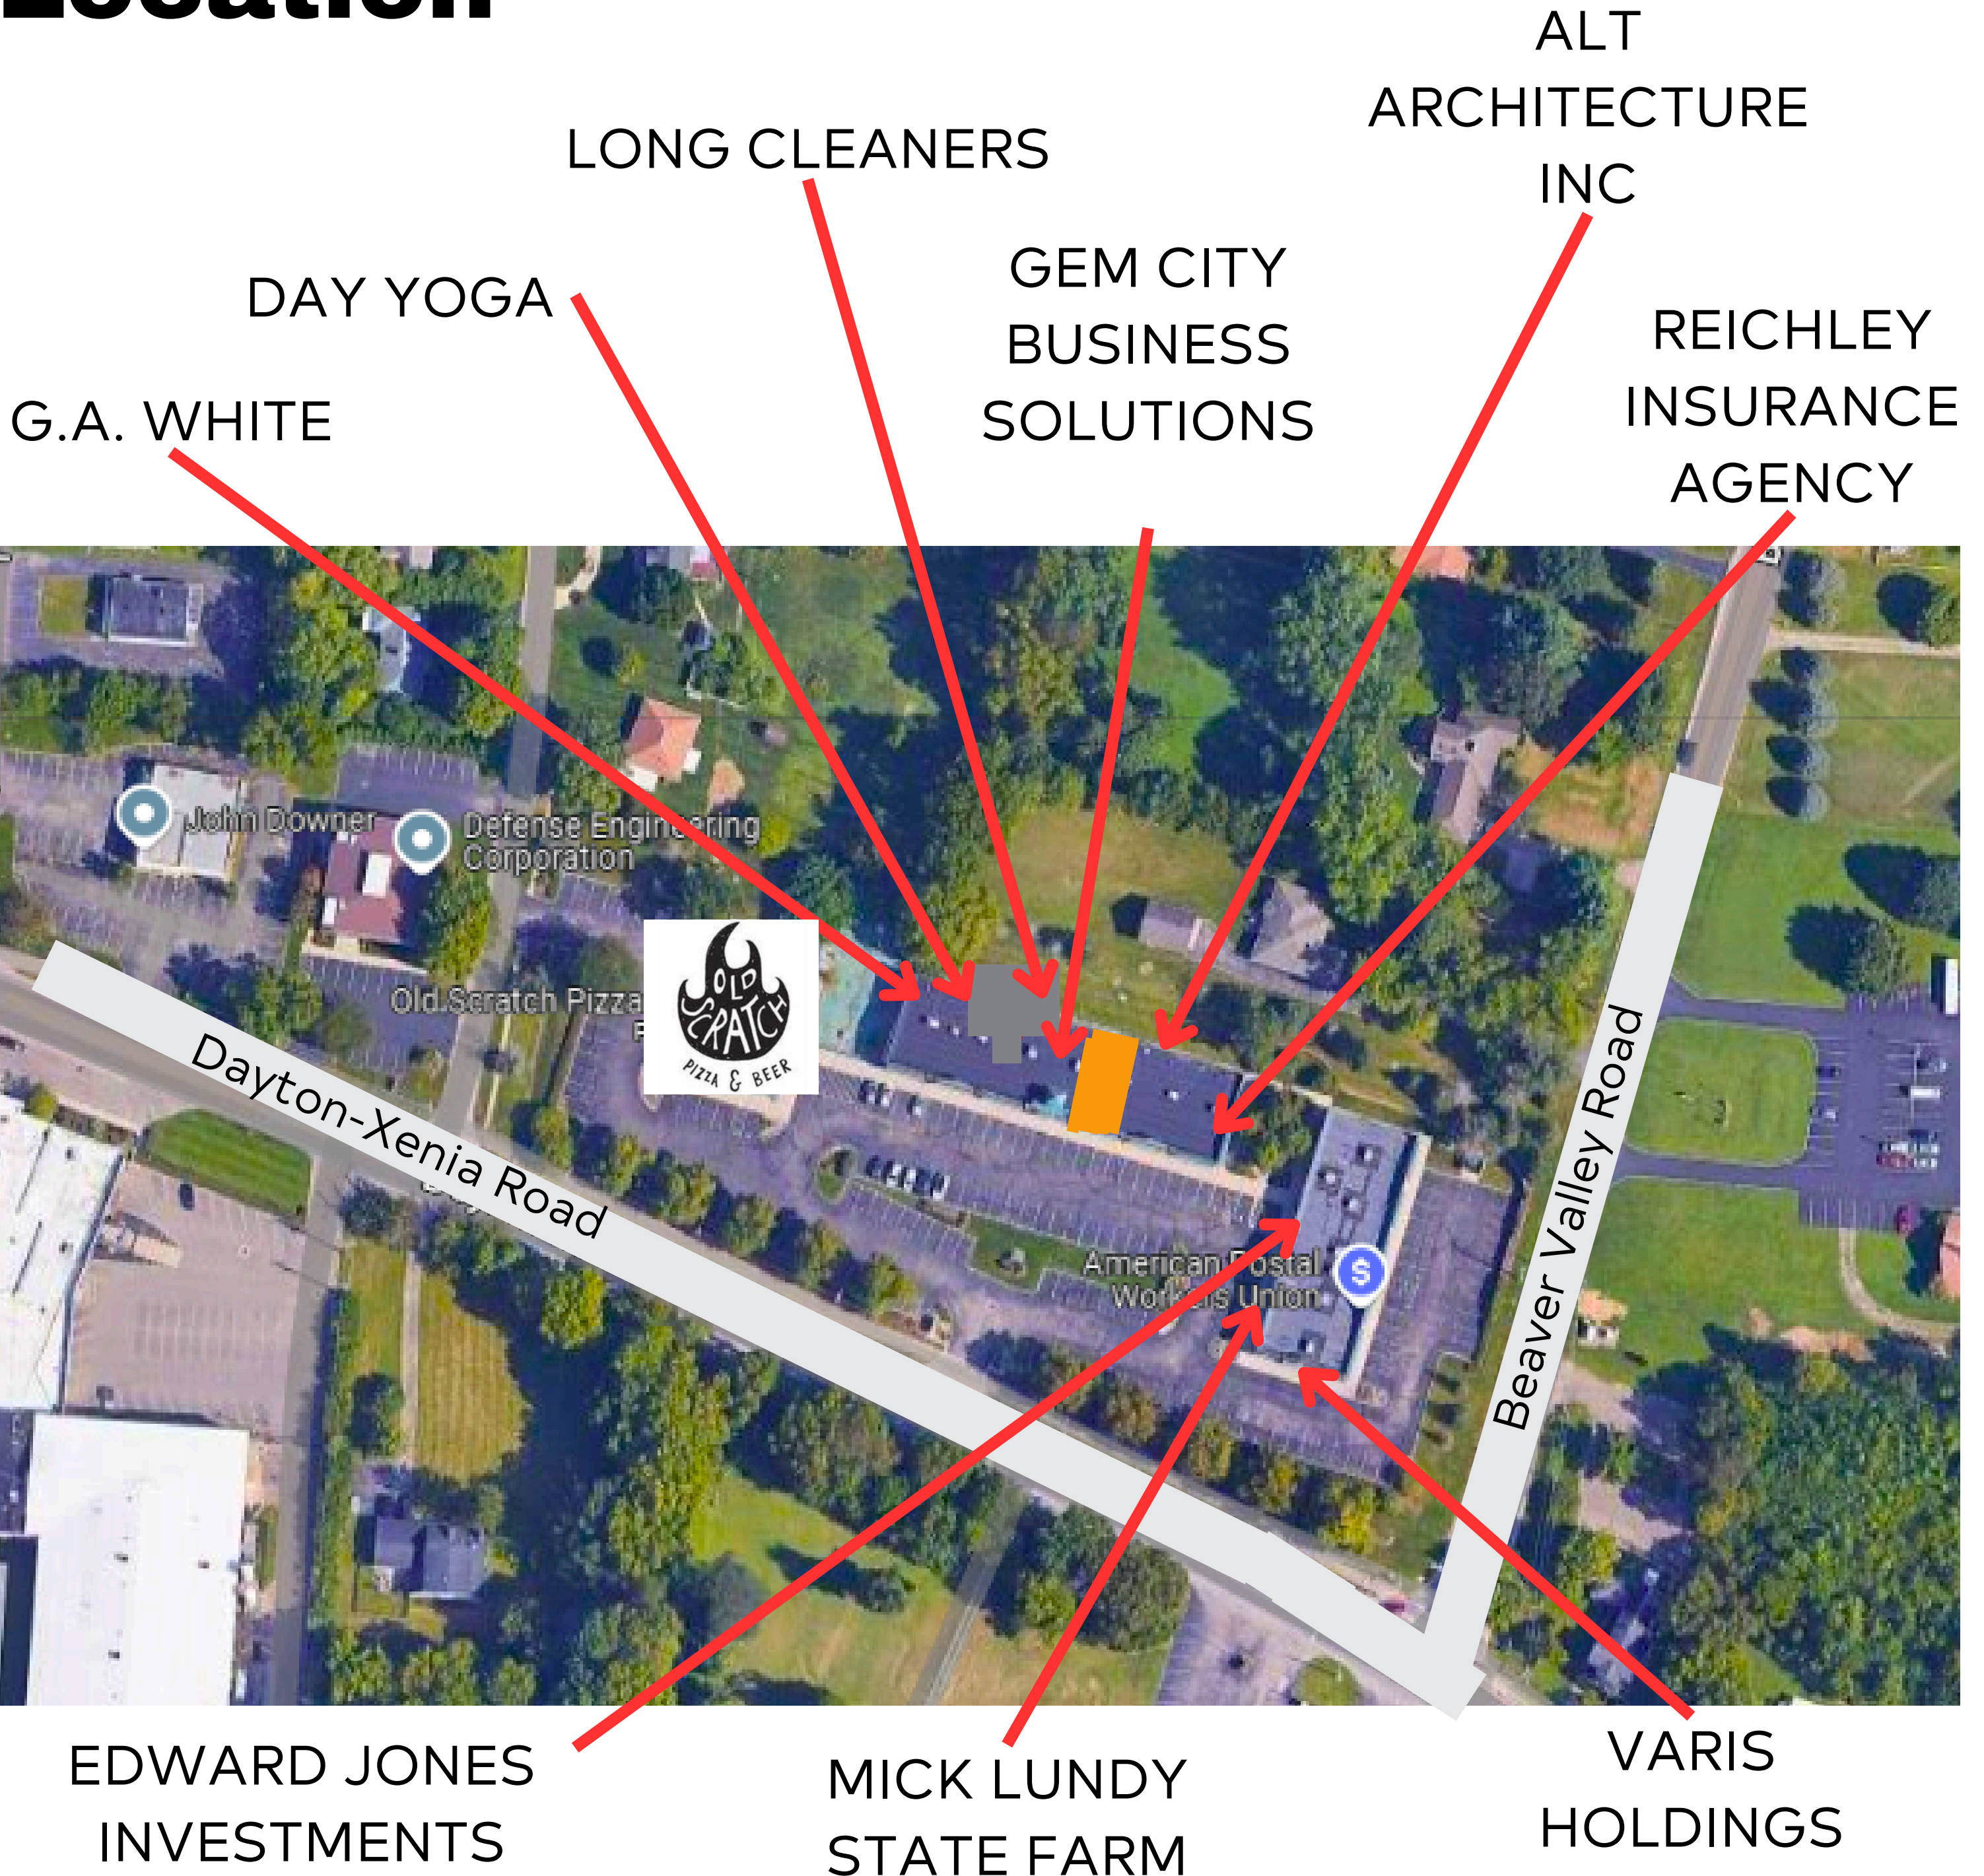 Location
ALT
ARCHITECTURE
INC
LONG CLEANERS
GEM CITY
BUSINESS
SOLUTIONS
DAY YOGA
REICHLEY
INSURANCE
AGENCY
G.A. WHITE
John Downer
Defense Engineering
Corporation
Old Scratch Pizza
OLD
SCRATCH
PIZZA & BEER
Dayton-Xenia Road
Beaver Valley Road
American Postal
Workers Union
$
EDWARD JONES
INVESTMENTS
MICK LUNDY
STATE FARM
VARIS
HOLDINGS